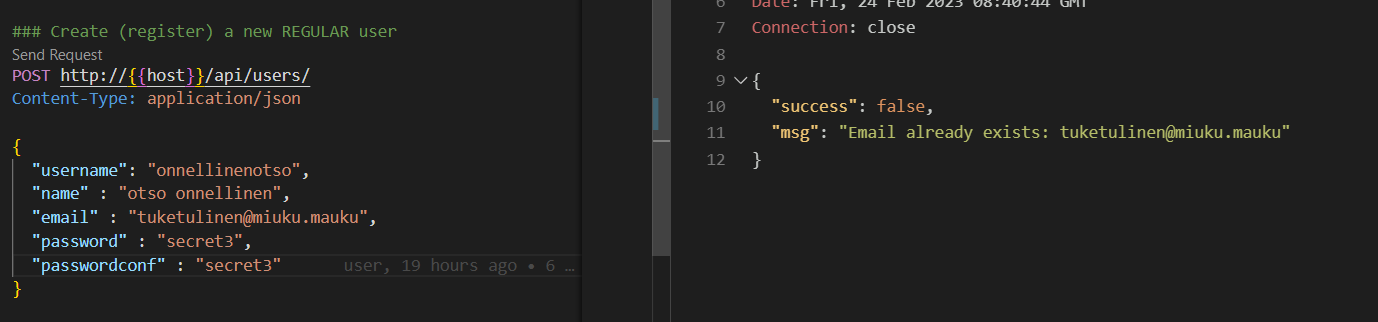 ### Create (register) a new REGULAR user
Send Request
POST http://{{host}}/api/users/
Content-Type: application/json
{
"username": "onnellinenotso",
"name" : "otso onnellinen",
"email" : "tuketulinen@miuku.mauku",
"password" : "secret3",
"passwordconf" : "secret3" user, 19 hours ago • 6 …
}
6 Date: Fri, 24 Feb 2023 08:40:44 GMT
7 Connection: close
8
9 {
10 "success": false,
11 "msg": "Email already exists: tuketulinen@miuku.mauku"
12 }